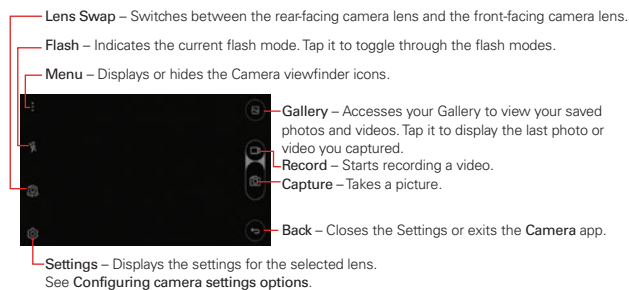 Lens Swap – Switches between the rear-facing camera lens and the front-facing camera lens.
Flash – Indicates the current flash mode. Tap it to toggle through the flash modes.
Menu – Displays or hides the Camera viewfinder icons.
Gallery – Accesses your Gallery to view your saved
photos and videos. Tap it to display the last photo or
video you captured.
Record – Starts recording a video.
Capture – Takes a picture.
Back – Closes the Settings or exits the Camera app.
Settings – Displays the settings for the selected lens.
See Configuring camera settings options.